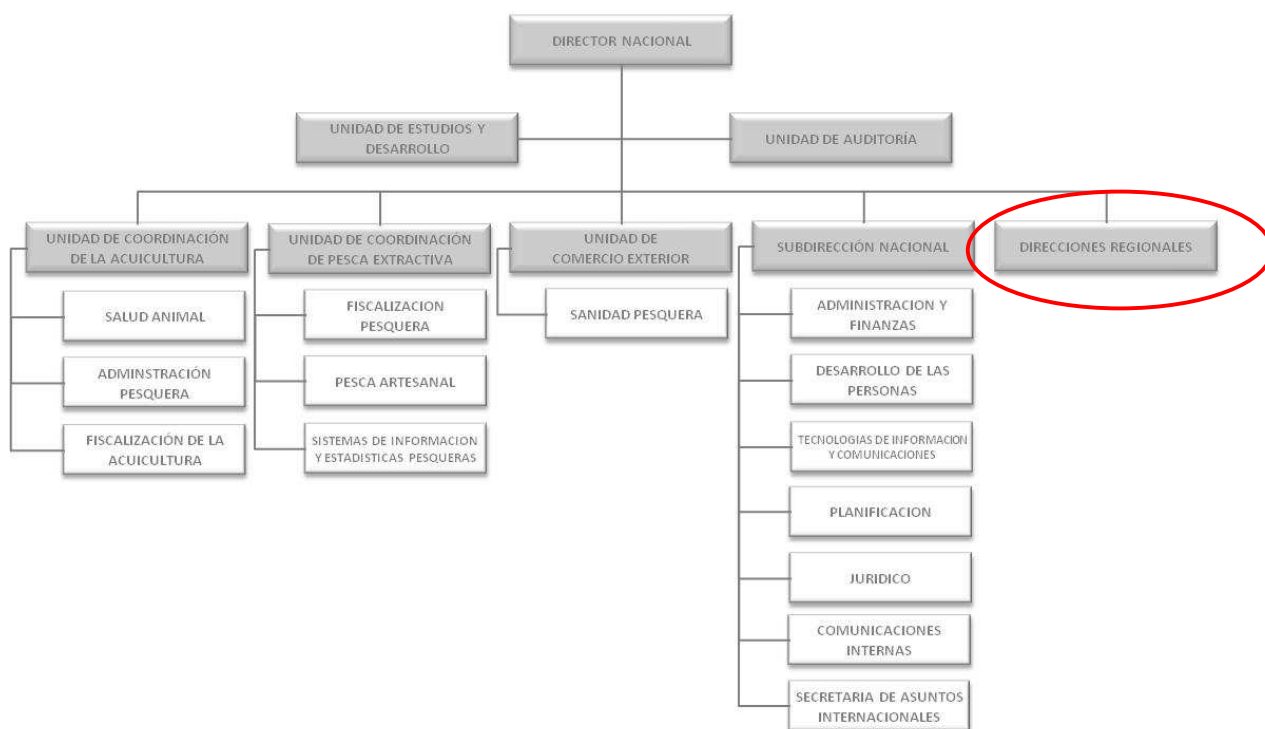 DIRECTOR NACIONAL
UNIDAD DE ESTUDIOS Y
DESARROLLO
UNIDAD DE AUDITORÍA
UNIDAD DE COORDINACIÓN
DE LA ACUICULTURA
UNIDAD DE COORDINACIÓN
DE PESCA EXTRACTIVA
UNIDAD DE
COMERCIO EXTERIOR
SUBDIRECCIÓN NACIONAL
DIRECCIONES REGIONALES
SALUD ANIMAL
ADMINSTRACIÓN
PESQUERA
FISCALIZACIÓN DE LA
ACUICULTURA
FISCALIZACION
PESQUERA
PESCA ARTESANAL
SISTEMAS DE INFORMACION
Y ESTADISTICAS PESQUERAS
SANIDAD PESQUERA
ADMINISTRACION Y
FINANZAS
DESARROLLO DE LAS
PERSONAS
TECNOLOGIAS DE INFORMACION
Y COMUNICACIONES
PLANIFICACION
JURIDICO
COMUNICACIONES
INTERNAS
SECRETARIA DE ASUNTOS
INTERNACIONALES